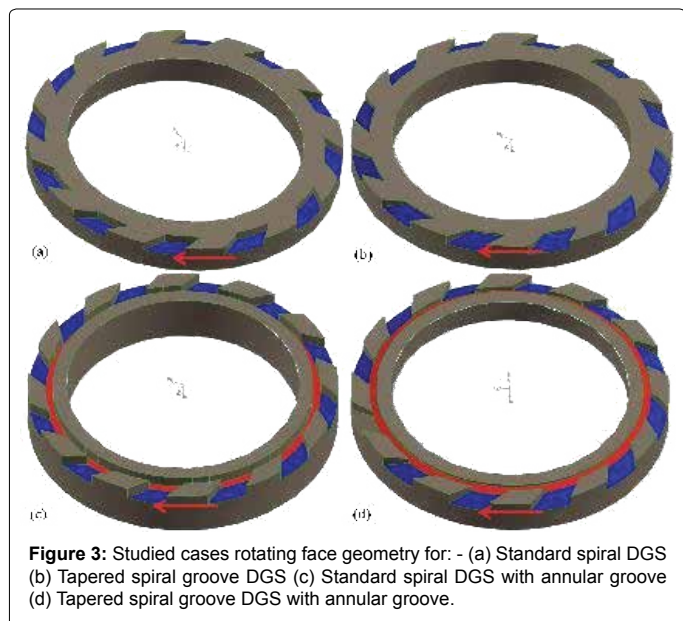 (a)
(b)
(c)
(d)
Figure 3: Studied cases rotating face geometry for: - (a) Standard spiral DGS
(b) Tapered spiral groove DGS (c) Standard spiral DGS with annular groove
(d) Tapered spiral groove DGS with annular groove.